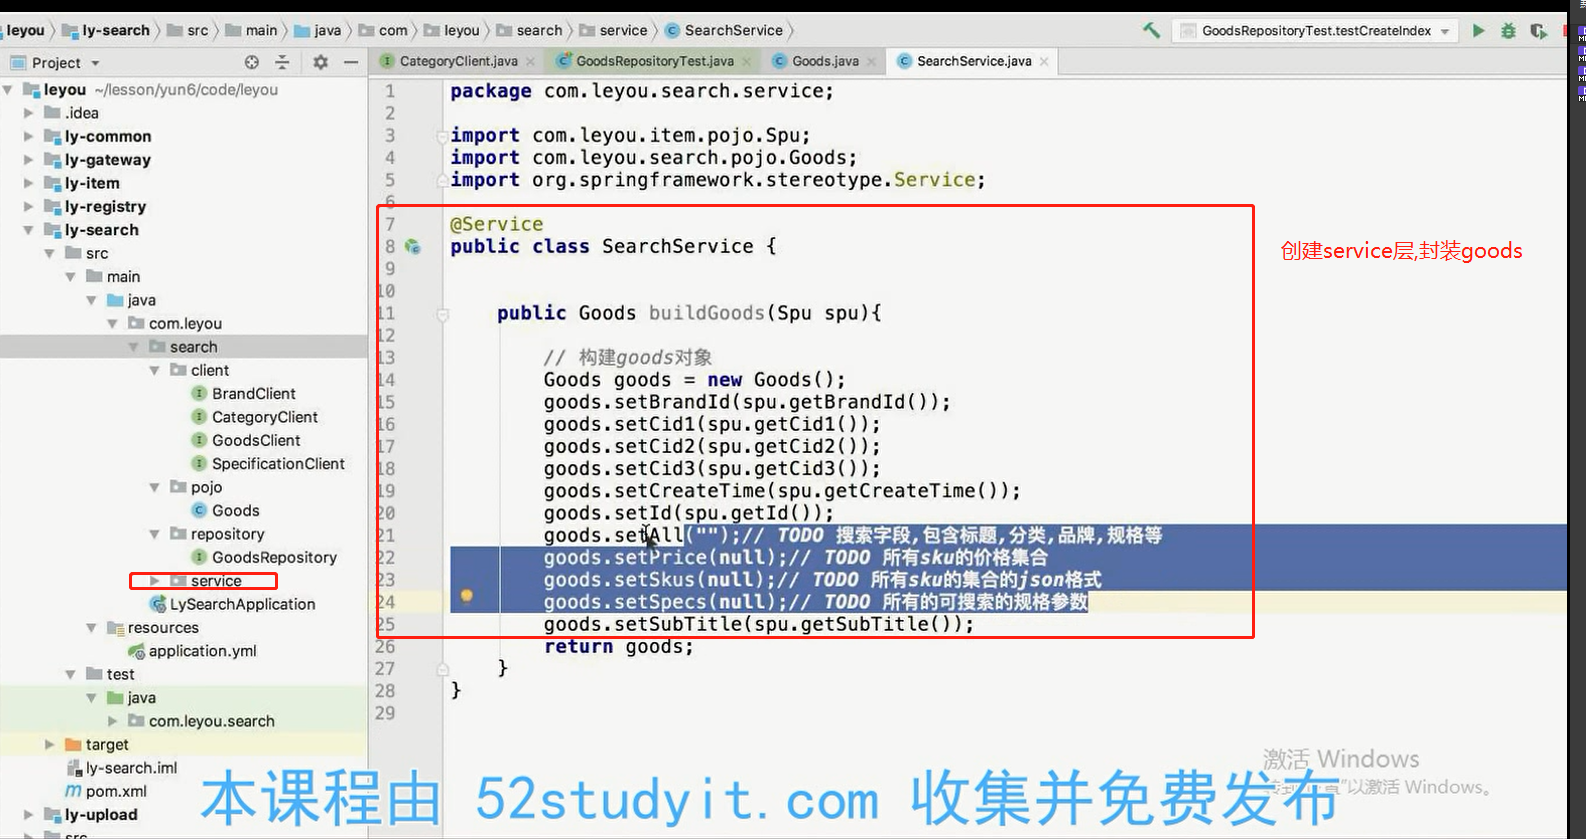 leyou ly-search src main java com leyou search service SearchService GoodsRepositoryTest.testCreateIndex
Project CategoryClient.java GoodsRepositoryTest.java Goods.java SearchService.java
leyou ~/lesson/yun6/code/leyou
.idea
ly-common
ly-gateway
ly-item
ly-registry
ly-search
src
main
java
com.leyou
search
client
BrandClient
CategoryClient
GoodsClient
SpecificationClient
pojo
Goods
repository
GoodsRepository
service
LySearchApplication
resources
application.yml
test
java
com.leyou.search
target
ly-search.iml
pom.xml
ly-upload
src
1 package com.leyou.search.service;
2
3 import com.leyou.item.pojo.Spu;
4 import com.leyou.search.pojo.Goods;
5 import org.springframework.stereotype.Service;
6
7 @Service
8 public class SearchService {
9
10
11 public Goods buildGoods(Spu spu){
12
13 // 构建goods对象
14 Goods goods = new Goods();
15 goods.setBrandId(spu.getBrandId());
16 goods.setCid1(spu.getCid1());
17 goods.setCid2(spu.getCid2());
18 goods.setCid3(spu.getCid3());
19 goods.setCreateTime(spu.getCreateTime());
20 goods.setId(spu.getId());
21 goods.setAll("");// TODO 搜索字段,包含标题,分类,品牌,规格等
22 goods.setPrice(null);// TODO 所有sku的价格集合
23 goods.setSkus(null);// TODO 所有sku的集合的json格式
24 goods.setSpecs(null);// TODO 所有的可搜索的规格参数
25 goods.setSubTitle(spu.getSubTitle());
26 return goods;
27 }
28 }
29
创建service层,封装goods
激活 Windows
转到"设置"以激活 Windows。
本课程由 52studyit.com 收集并免费发布